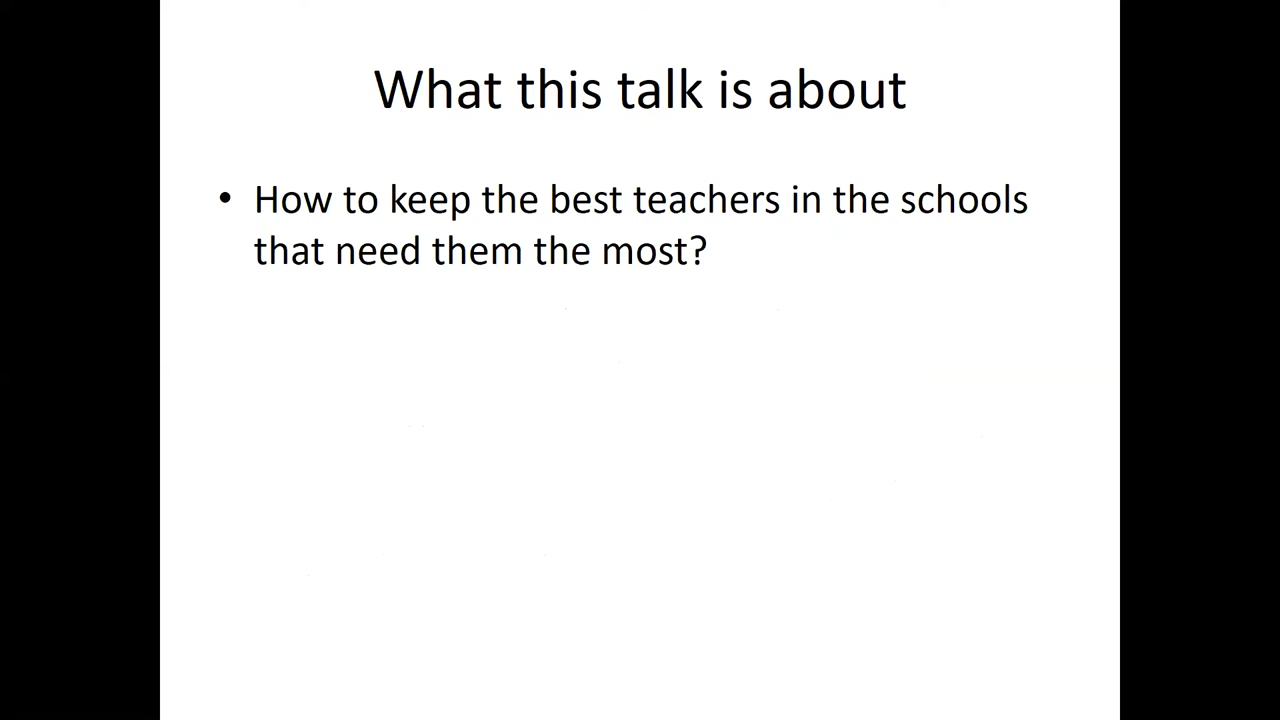 What this talk is about
• How to keep the best teachers in the schools
that need them the most?